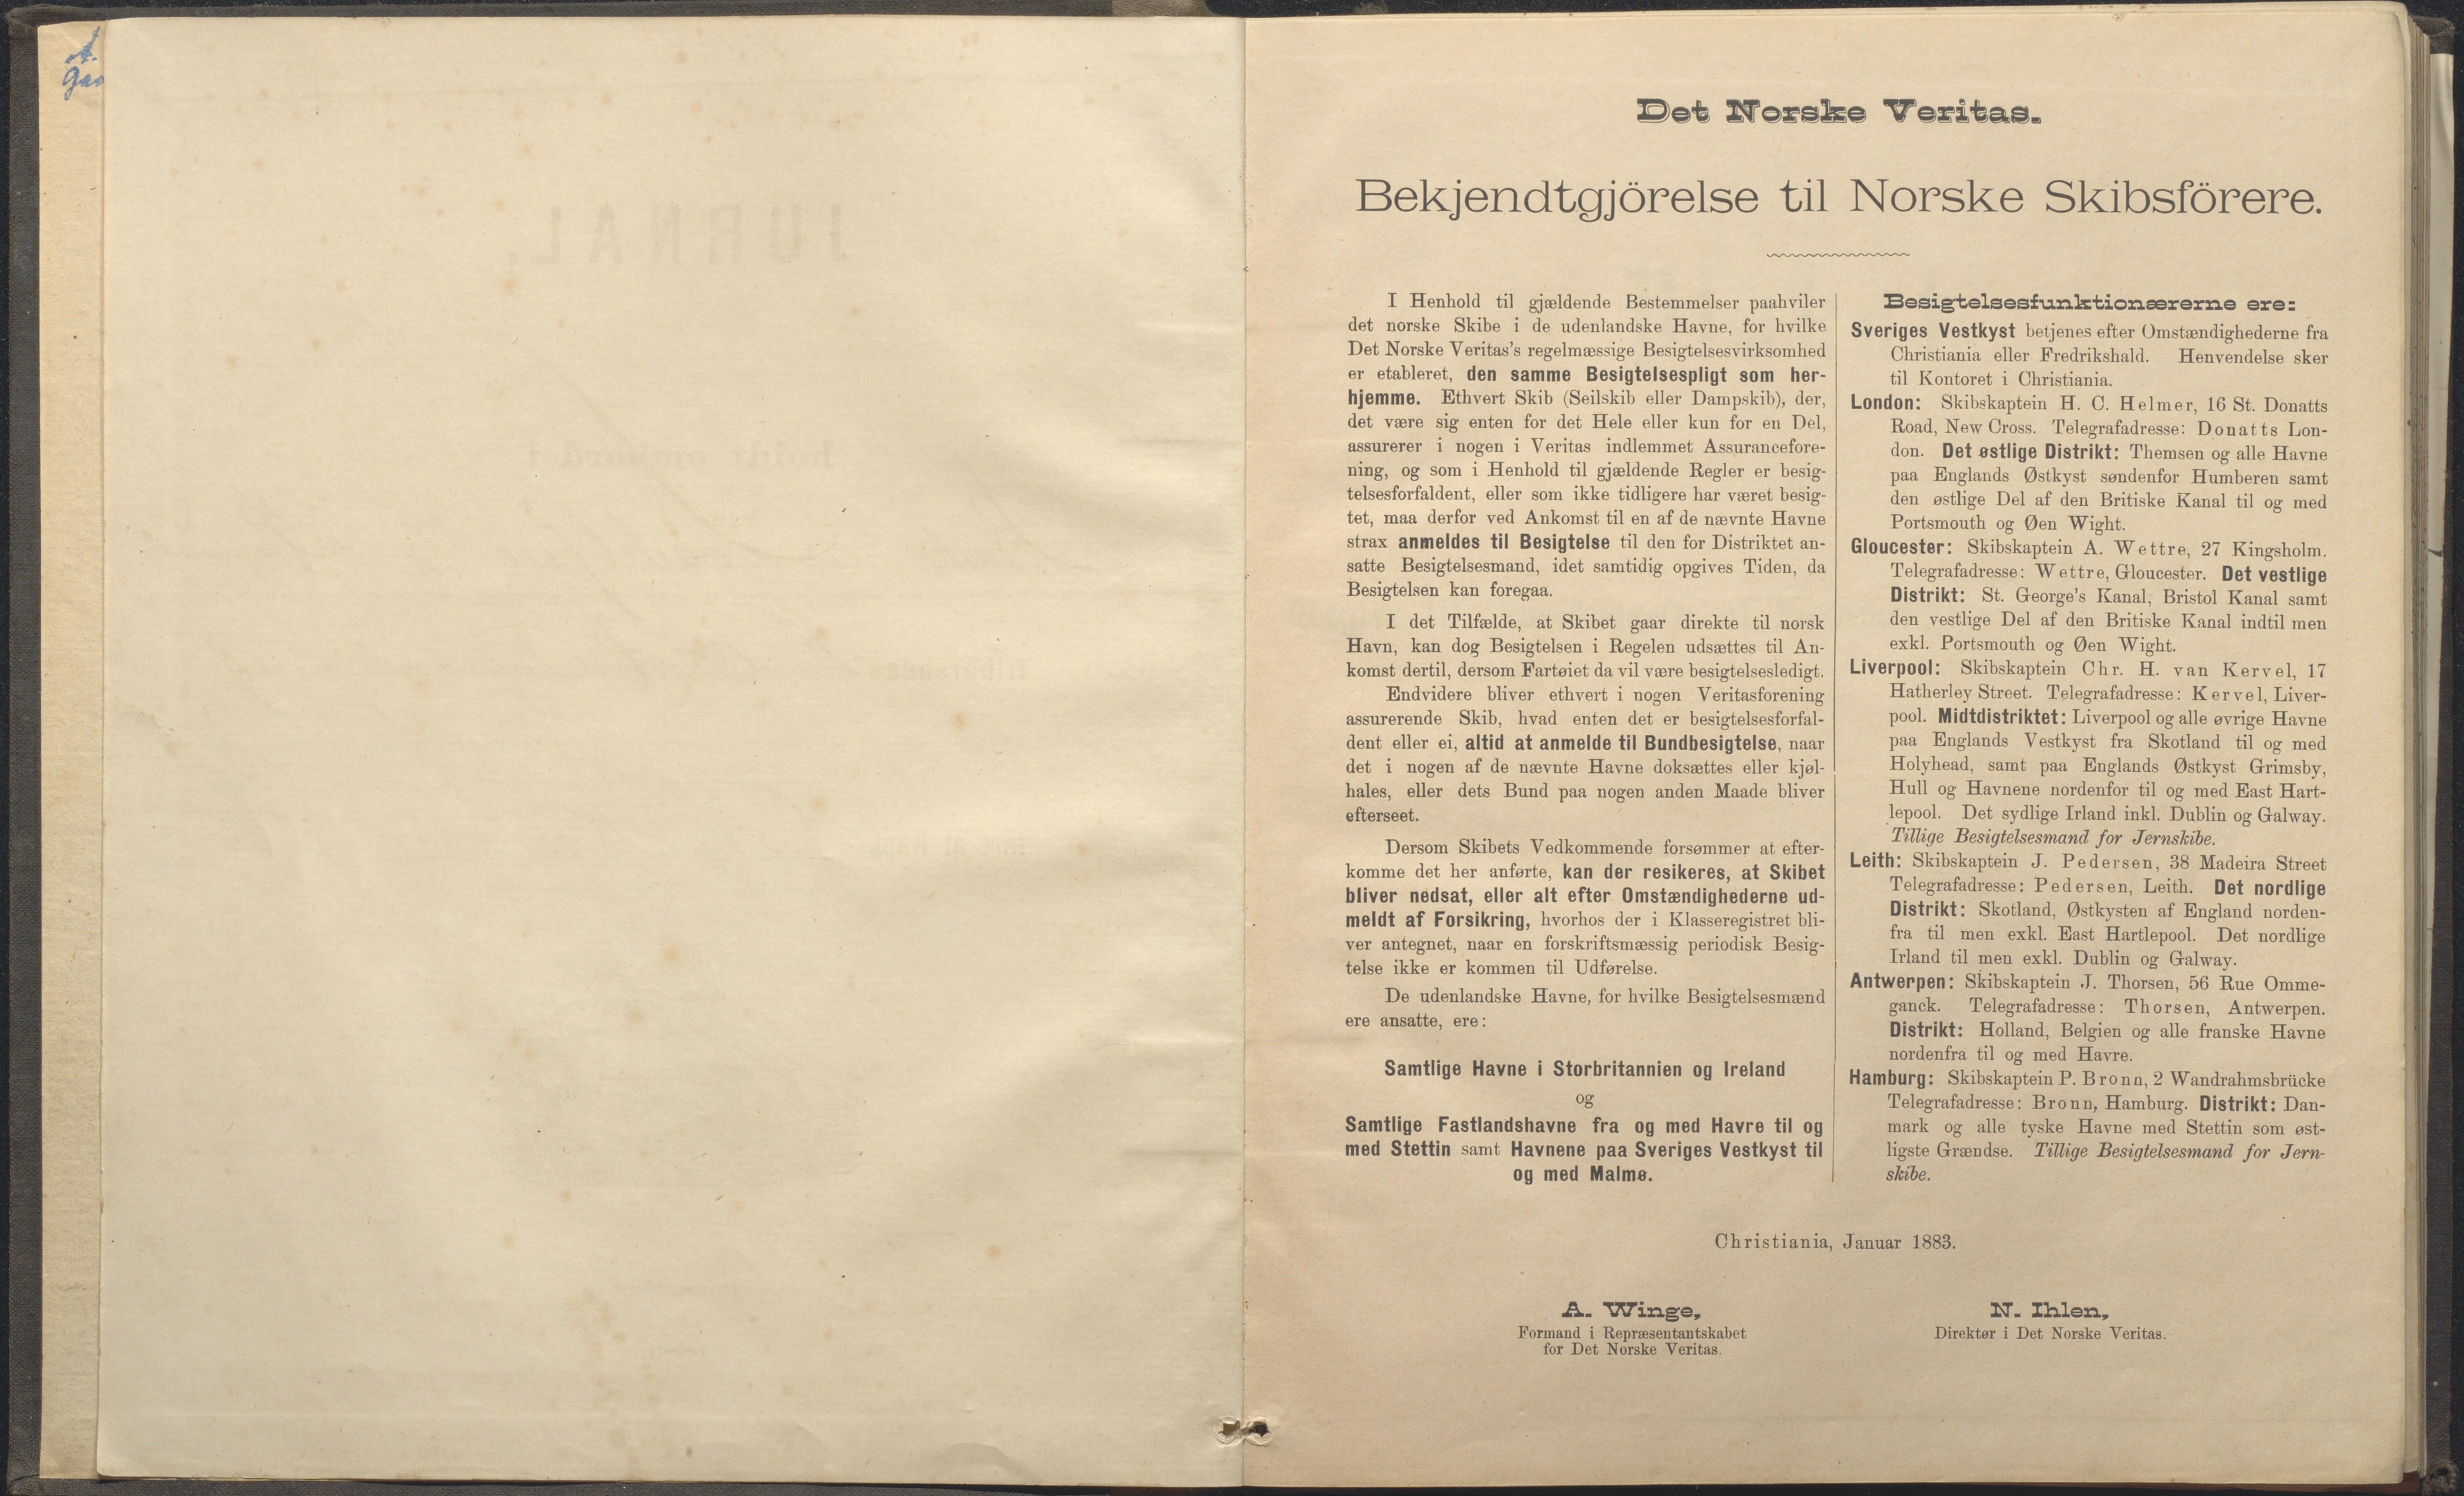 Det Norske Veritas.
Bekjendtgjörelse til Norske Skibsförere.
I Henhold til gjældende Bestemmelser paahviler
det norske Skibe i de udenlandske Havne, for hvilke
Det Norske Veritas's regelmæssige Besigtelsesvirksomhed
er etableret, den samme Besigtelsespligt som her-
hjemme. Ethvert Skib (Seilskib eller Dampskib), der,
det være sig enten for det Hele eller kun for en Del,
assurerer i nogen i Veritas indlemmet Assurancefore-
ning, og som i Henhold til gjældende Regler er besig-
telsesforfaldent, eller som ikke tidligere har været besig-
tet, maa derfor ved Ankomst til en af de nævnte Havne
strax anmeldes til Besigtelse til den for Distriktet an-
satte Besigtelsesmand, idet samtidig opgives Tiden, da
Besigtelsen kan foregaa.
I det Tilfælde, at Skibet gaar direkte til norsk
Havn, kan dog Besigtelsen i Regelen udsættes til An-
komst dertil, dersom Fartøiet da vil være besigtelsesledigt.
Endvidere bliver ethvert i nogen Veritasforening
assurerende Skib, hvad enten det er besigtelsesforfal-
dent eller ei, altid at anmelde til Bundbesigtelse, naar
det i nogen af de nævnte Havne doksættes eller kjøl-
hales, eller dets Bund paa nogen anden Maade bliver
efterseet.
Dersom Skibets Vedkommende forsømmer at efter-
komme det her anførte, kan der resikeres, at Skibet
bliver nedsat, eller alt efter Omstændighederne ud-
meldt af Forsikring, hvorhos der i Klasseregistret bli-
ver antegnet, naar en forskriftsmæssig periodisk Besig-
telse ikke er kommen til Udførelse.
De udenlandske Havne, for hvilke Besigtelsesmænd
ere ansatte, ere:
Samtlige Havne i Storbritannien og Ireland
og
Samtlige Fastlandshavne fra og med Havre til og
med Stettin samt Havnene paa Sveriges Vestkyst til
og med Malmø.
Besigtelsesfunktionærerne ere:
Sveriges Vestkyst betjenes efter Omstændighederne fra
Christiania eller Fredrikshald. Henvendelse sker
til Kontoret i Christiania.
London: Skibskaptein H. C. Helmer, 16 St. Donatts
Road, New Cross. Telegrafadresse: Donatts Lon-
don. Det østlige Distrikt: Themsen og alle Havne
paa Englands Østkyst søndenfor Humberen samt
den østlige Del af den Britiske Kanal til og med
Portsmouth og Øen Wight.
Gloucester: Skibskaptein A. Wettre, 27 Kingsholm.
Telegrafadresse: Wettre, Gloucester. Det vestlige
Distrikt: St. George's Kanal, Bristol Kanal samt
den vestlige Del af den Britiske Kanal indtil men
exkl. Portsmouth og Øen Wight.
Liverpool: Skibskaptein Chr. H. van Kervel, 17
Hatherley Street. Telegrafadresse: Kervel, Liver-
pool. Midtdistriktet: Liverpool og alle øvrige Havne
paa Englands Vestkyst fra Skotland til og med
Holyhead, samt paa Englands Østkyst Grimsby,
Hull og Havnene nordenfor til og med East Hart-
lepool. Det sydlige Irland inkl. Dublin og Galway.
Tillige Besigtelsesmand for Jernskibe.
Leith: Skibskaptein J. Pedersen, 38 Madeira Street
Telegrafadresse: Pedersen, Leith. Det nordlige
Distrikt: Skotland, Østkysten af England norden-
fra til men exkl. East Hartlepool. Det nordlige
Irland til men exkl. Dublin og Galway.
Antwerpen: Skibskaptein J. Thorsen, 56 Rue Omme-
ganck. Telegrafadresse: Thorsen, Antwerpen.
Distrikt: Holland, Belgien og alle franske Havne
nordenfra til og med Havre.
Hamburg: Skibskaptein P. Bronn, 2 Wandrahmsbrücke
Telegrafadresse: Bronn, Hamburg. Distrikt: Dan-
mark og alle tyske Havne med Stettin som øst-
ligste Grændse. Tillige Besigtelsesmand for Jern-
skibe.
Christiania, Januar 1883.
A. Winge,
Formand i Repræsentantskabet
for Det Norske Veritas.
N. Ihlen,
Direktør i Det Norske Veritas.